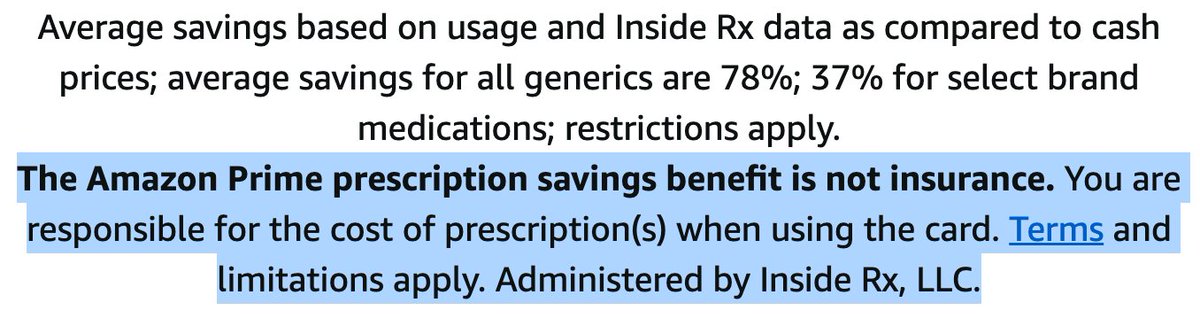 Average savings based on usage and Inside Rx data as compared to cash
prices; average savings for all generics are 78%; 37% for select brand
medications; restrictions apply.
The Amazon Prime prescription savings benefit is not insurance. You are
responsible for the cost of prescription(s) when using the card. Terms and
limitations apply. Administered by Inside Rx, LLC.